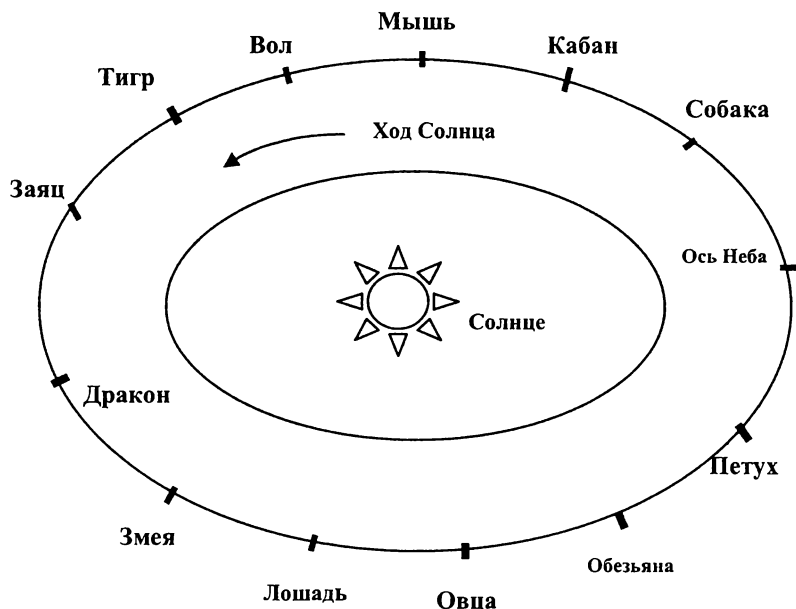 Мышь
Вол
Кабан
Тигр
Собака
Ход Солнца
Заяц
Ось Неба
Солнце
Дракон
Петух
Змея
Обезьяна
Лошадь
Овца